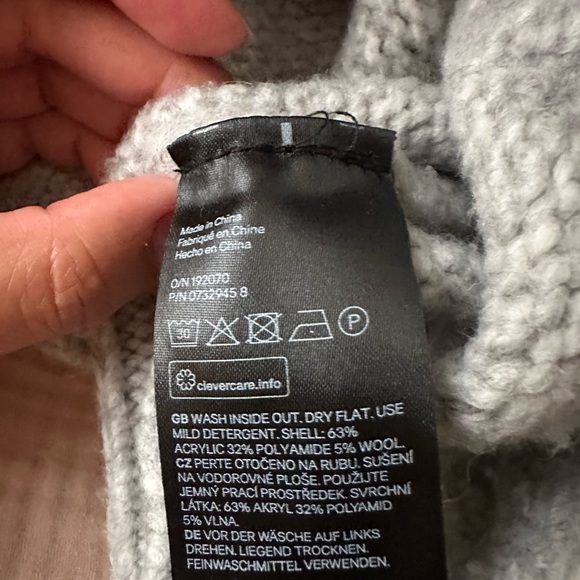 Made in China
Fabriqué en Chine
Hecho en China
O/N 192070
P/N 0732945 8
30 P
clevercare.info
GB WASH INSIDE OUT. DRY FLAT. USE
MILD DETERGENT. SHELL: 63%
ACRYLIC 32% POLYAMIDE 5% WOOL.
CZ PERTE OTOČENO NA RUBU. SUŠENÍ
NA VODOROVNÉ PLOŠE. POUŽIJTE
JEMNÝ PRACÍ PROSTŘEDEK. SVRCHNÍ
LÁTKA: 63% AKRYL 32% POLYAMID
5% VLNA.
DE VOR DER WÄSCHE AUF LINKS
DREHEN. LIEGEND TROCKNEN.
FEINWASCHMITTEL VERWENDEN.